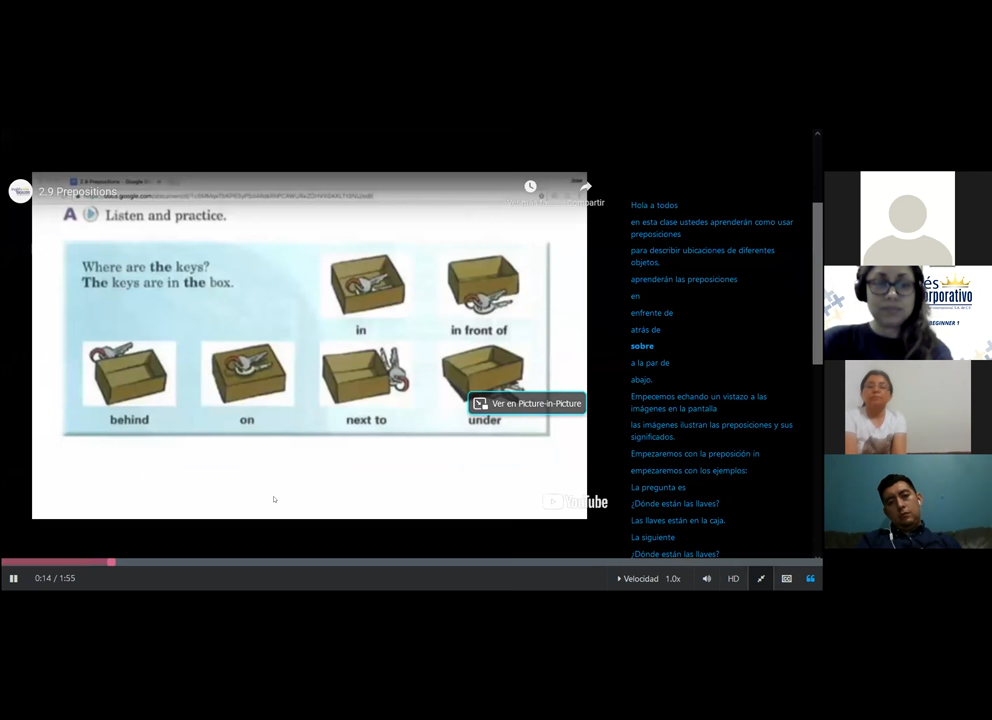 2.9 Prepositions
2.9 Prepositions - Google
Compartir
A Listen and practice.
Where are the keys?
The keys are in the box.
in
in front of
behind
on
next to
under
Ver en Picture-in-Picture
YouTube
Hola a todos
en esta clase ustedes aprenderán como usar
preposiciones
para describir ubicaciones de diferentes
objetos,
aprenderán las preposiciones
en
enfrente de
atrás de
sobre
a la par de
abajo.
Empecemos echando un vistazo a las
imágenes en la pantalla
las imágenes ilustran las preposiciones y sus
significados.
Empezaremos con la preposición in
empezaremos con los ejemplos:
La pregunta es
¿Dónde están las llaves?
Las llaves están en la caja.
La siguiente
¿Dónde están las llaves?
0:14 / 1:55
Velocidad 1.0x
HD
CC
BEGINNER 1